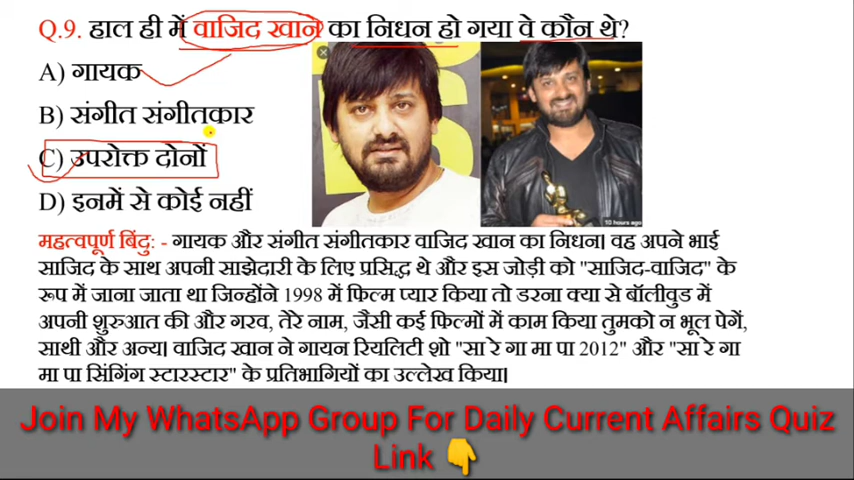 Q.9. हाल ही में वाजिद खान का निधन हो गया वे कौन थे?
A) गायक
B) संगीत संगीतकार
C) उपरोक्त दोनों
D) इनमें से कोई नहीं
10 hours ago
महत्वपूर्ण बिंदु: - गायक और संगीत संगीतकार वाजिद खान का निधन। वह अपने भाई
साजिद के साथ अपनी साझेदारी के लिए प्रसिद्ध थे और इस जोड़ी को "साजिद-वाजिद" के
रूप में जाना जाता था जिन्होंने 1998 में फिल्म प्यार किया तो डरना क्या से बॉलीवुड में
अपनी शुरुआत की और गरव, तेरे नाम, जैसी कई फिल्मों में काम किया तुमको न भूल पेगें,
साथी और अन्य। वाजिद खान ने गायन रियलिटी शो "सा रे गा मा पा 2012" और "सा रे गा
मा पा सिंगिंग स्टारस्टार" के प्रतिभागियों का उल्लेख किया।
Join My WhatsApp Group For Daily Current Affairs Quiz
Link 👇